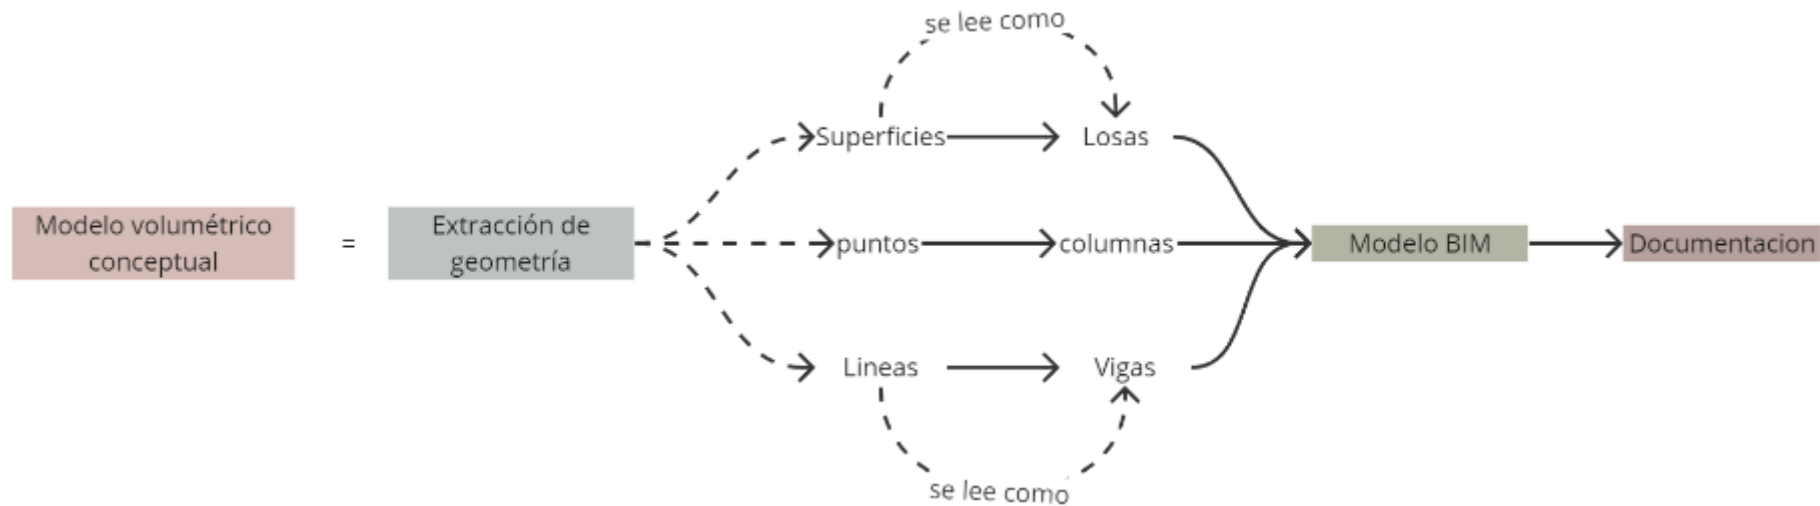 se lee como
Superficies
Losas
Modelo volumétrico
conceptual
=
Extracción de
geometría
puntos
columnas
Modelo BIM
Documentacion
Lineas
Vigas
se lee como